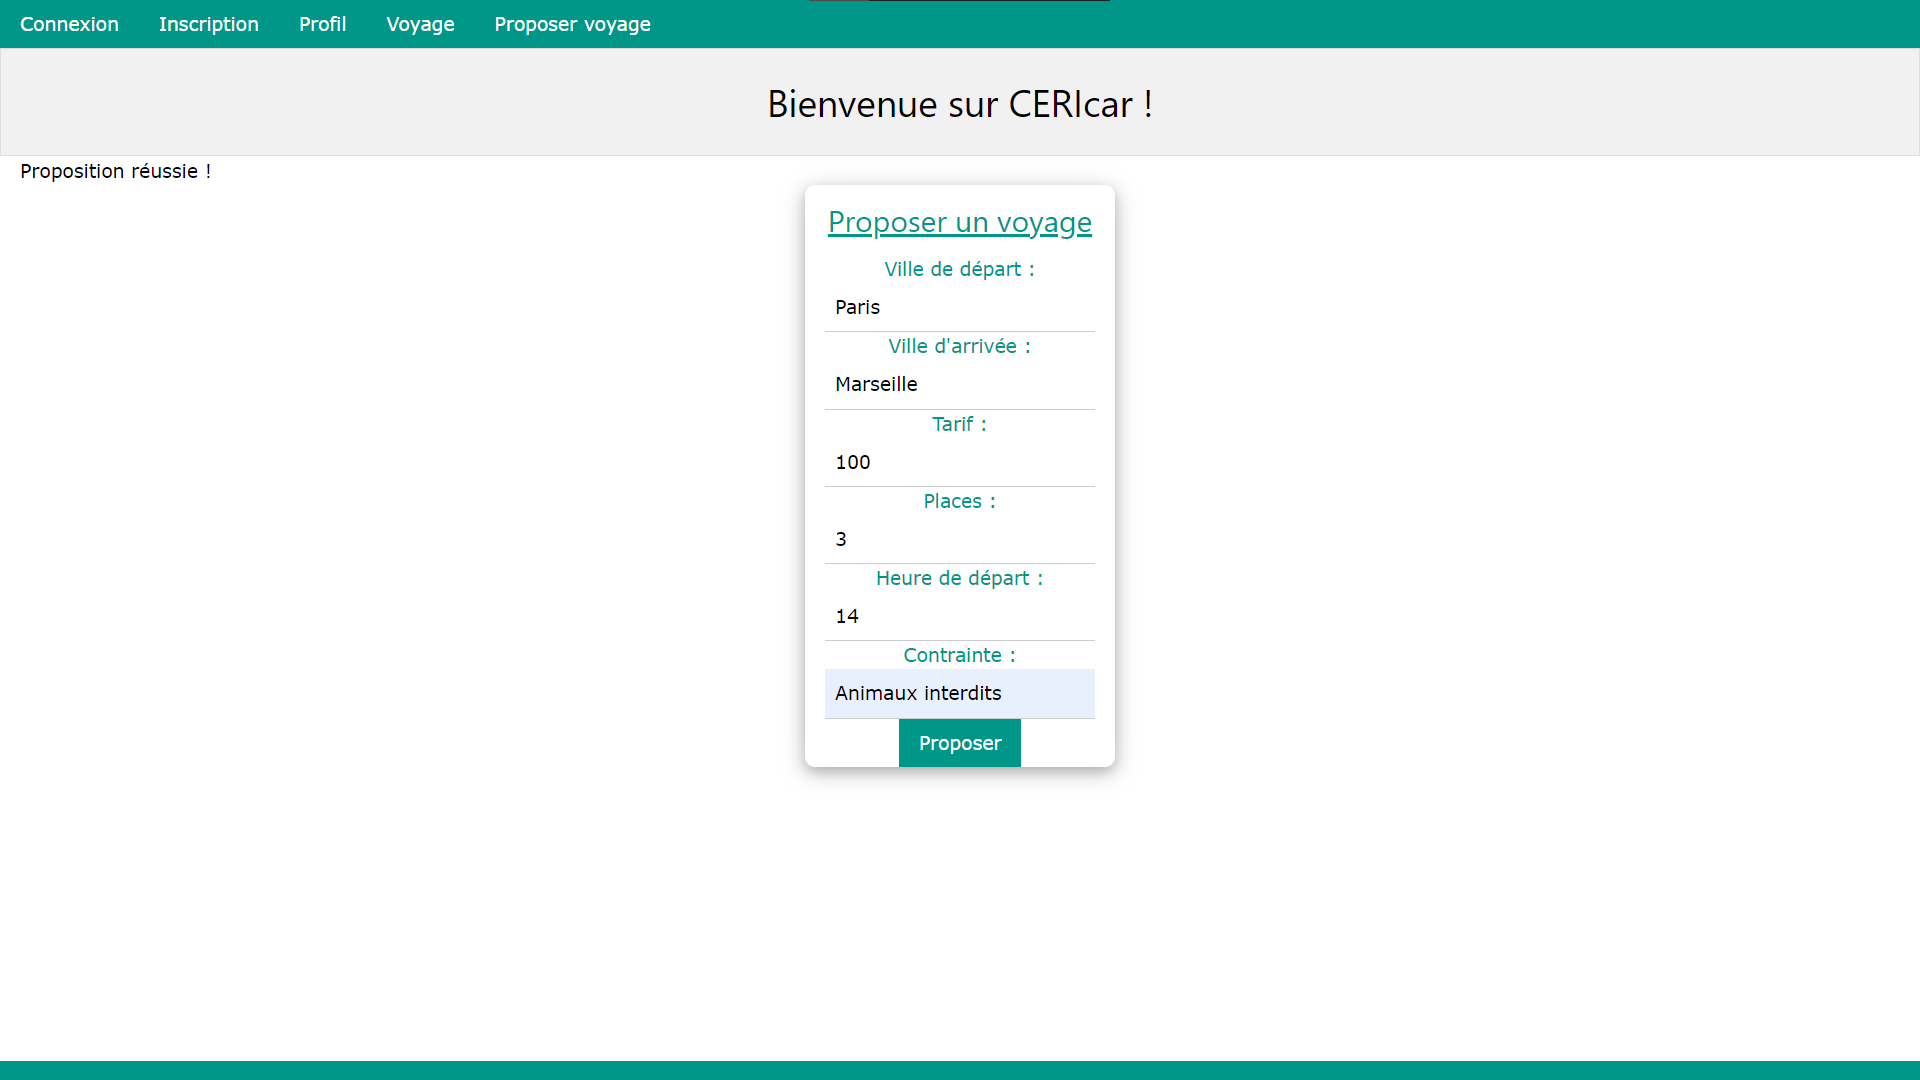 Connexion Inscription Profil Voyage Proposer voyage
Bienvenue sur CERIcar !
Proposition réussie !
Proposer un voyage
Ville de départ :
Paris
Ville d'arrivée :
Marseille
Tarif :
100
Places :
3
Heure de départ :
14
Contrainte :
Animaux interdits
Proposer